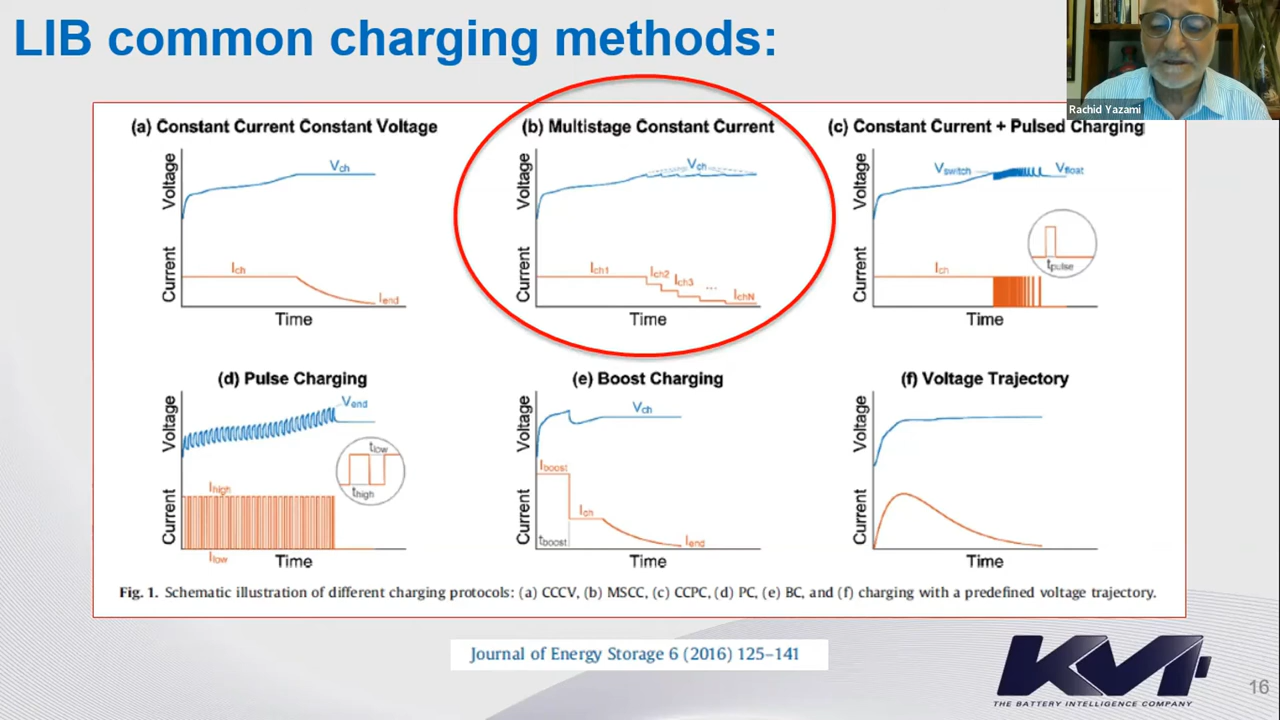 LIB common charging methods:
Rachid Yazami
(a) Constant Current Constant Voltage
Voltage
Vch
Current
Ich
Iend
Time
(b) Multistage Constant Current
Voltage
Vch
Current
Ich1
Ich2
Ich3
...
IchN
Time
(c) Constant Current + Pulsed Charging
Voltage
Vswitch
Vfloat
Current
Ich
tpulse
Time
(d) Pulse Charging
Voltage
Vend
tlow
thigh
Current
Ihigh
Ilow
Time
(e) Boost Charging
Voltage
Vch
Current
Iboost
Ich
tboost
Iend
Time
(f) Voltage Trajectory
Voltage
Current
Time
Fig. 1. Schematic illustration of different charging protocols: (a) CCCV, (b) MSCC, (c) CCPC, (d) PC, (e) BC, and (f) charging with a predefined voltage trajectory.
Journal of Energy Storage 6 (2016) 125–141
KVI
THE BATTERY INTELLIGENCE COMPANY
16